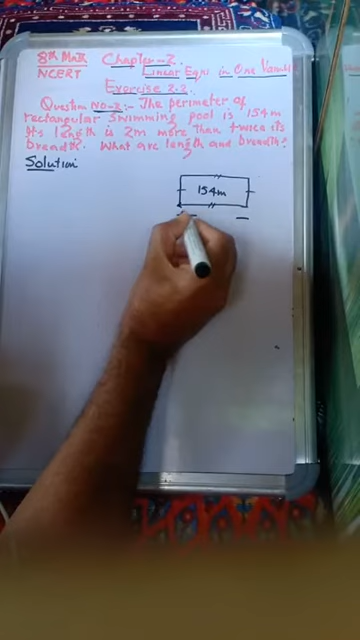 8th Math Chapter-2.
NCERT Linear Eqns in One Variable
Exercise 2.2
Question No-2:- The perimeter of
rectangular swimming pool is 154m
Its length is 2m more than twice its
breadth. What are length and breadth?
Solution
154m